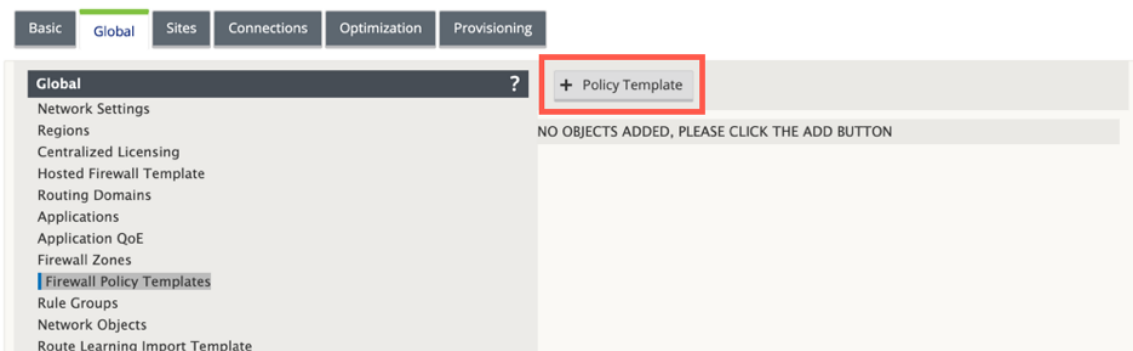 Basic Global Sites Connections Optimization Provisioning
Global ?
+ Policy Template
NO OBJECTS ADDED, PLEASE CLICK THE ADD BUTTON
Network Settings
Regions
Centralized Licensing
Hosted Firewall Template
Routing Domains
Applications
Application QoE
Firewall Zones
Firewall Policy Templates
Rule Groups
Network Objects
Route Learning Import Template